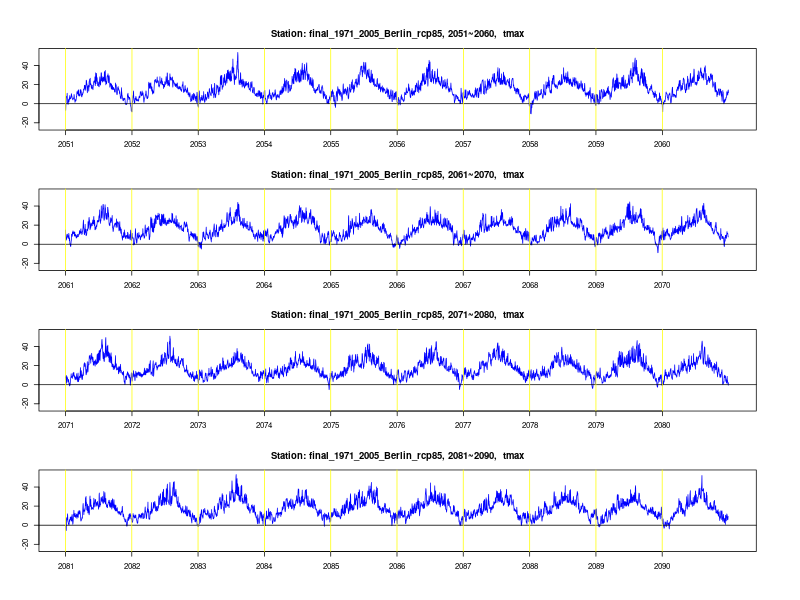 Station: final_1971_2005_Berlin_rcp85, 2051~2060, tmax
40
20
0
-20
2051 2052 2053 2054 2055 2056 2057 2058 2059 2060
Station: final_1971_2005_Berlin_rcp85, 2061~2070, tmax
40
20
0
-20
2061 2062 2063 2064 2065 2066 2067 2068 2069 2070
Station: final_1971_2005_Berlin_rcp85, 2071~2080, tmax
40
20
0
-20
2071 2072 2073 2074 2075 2076 2077 2078 2079 2080
Station: final_1971_2005_Berlin_rcp85, 2081~2090, tmax
40
20
0
-20
2081 2082 2083 2084 2085 2086 2087 2088 2089 2090